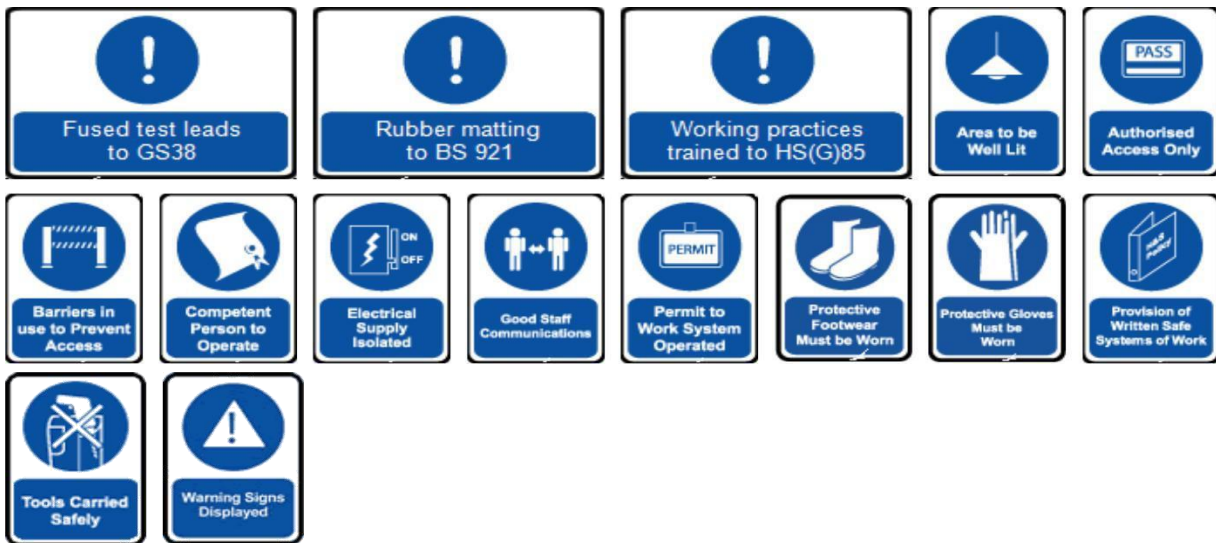 Fused test leads
to GS38
Rubber matting
to BS 921
Working practices
trained to HS(G)85
Area to be
Well Lit
PASS
Authorised
Access Only
Barriers in
use to Prevent
Access
Competent
Person to
Operate
ON
OFF
Electrical
Supply
Isolated
Good Staff
Communications
PERMIT
Permit to
Work System
Operated
Protective
Footwear
Must be Worn
Protective Gloves
Must be
Worn
H&S
Policy
Provision of
Written Safe
Systems of Work
Tools Carried
Safely
Warning Signs
Displayed